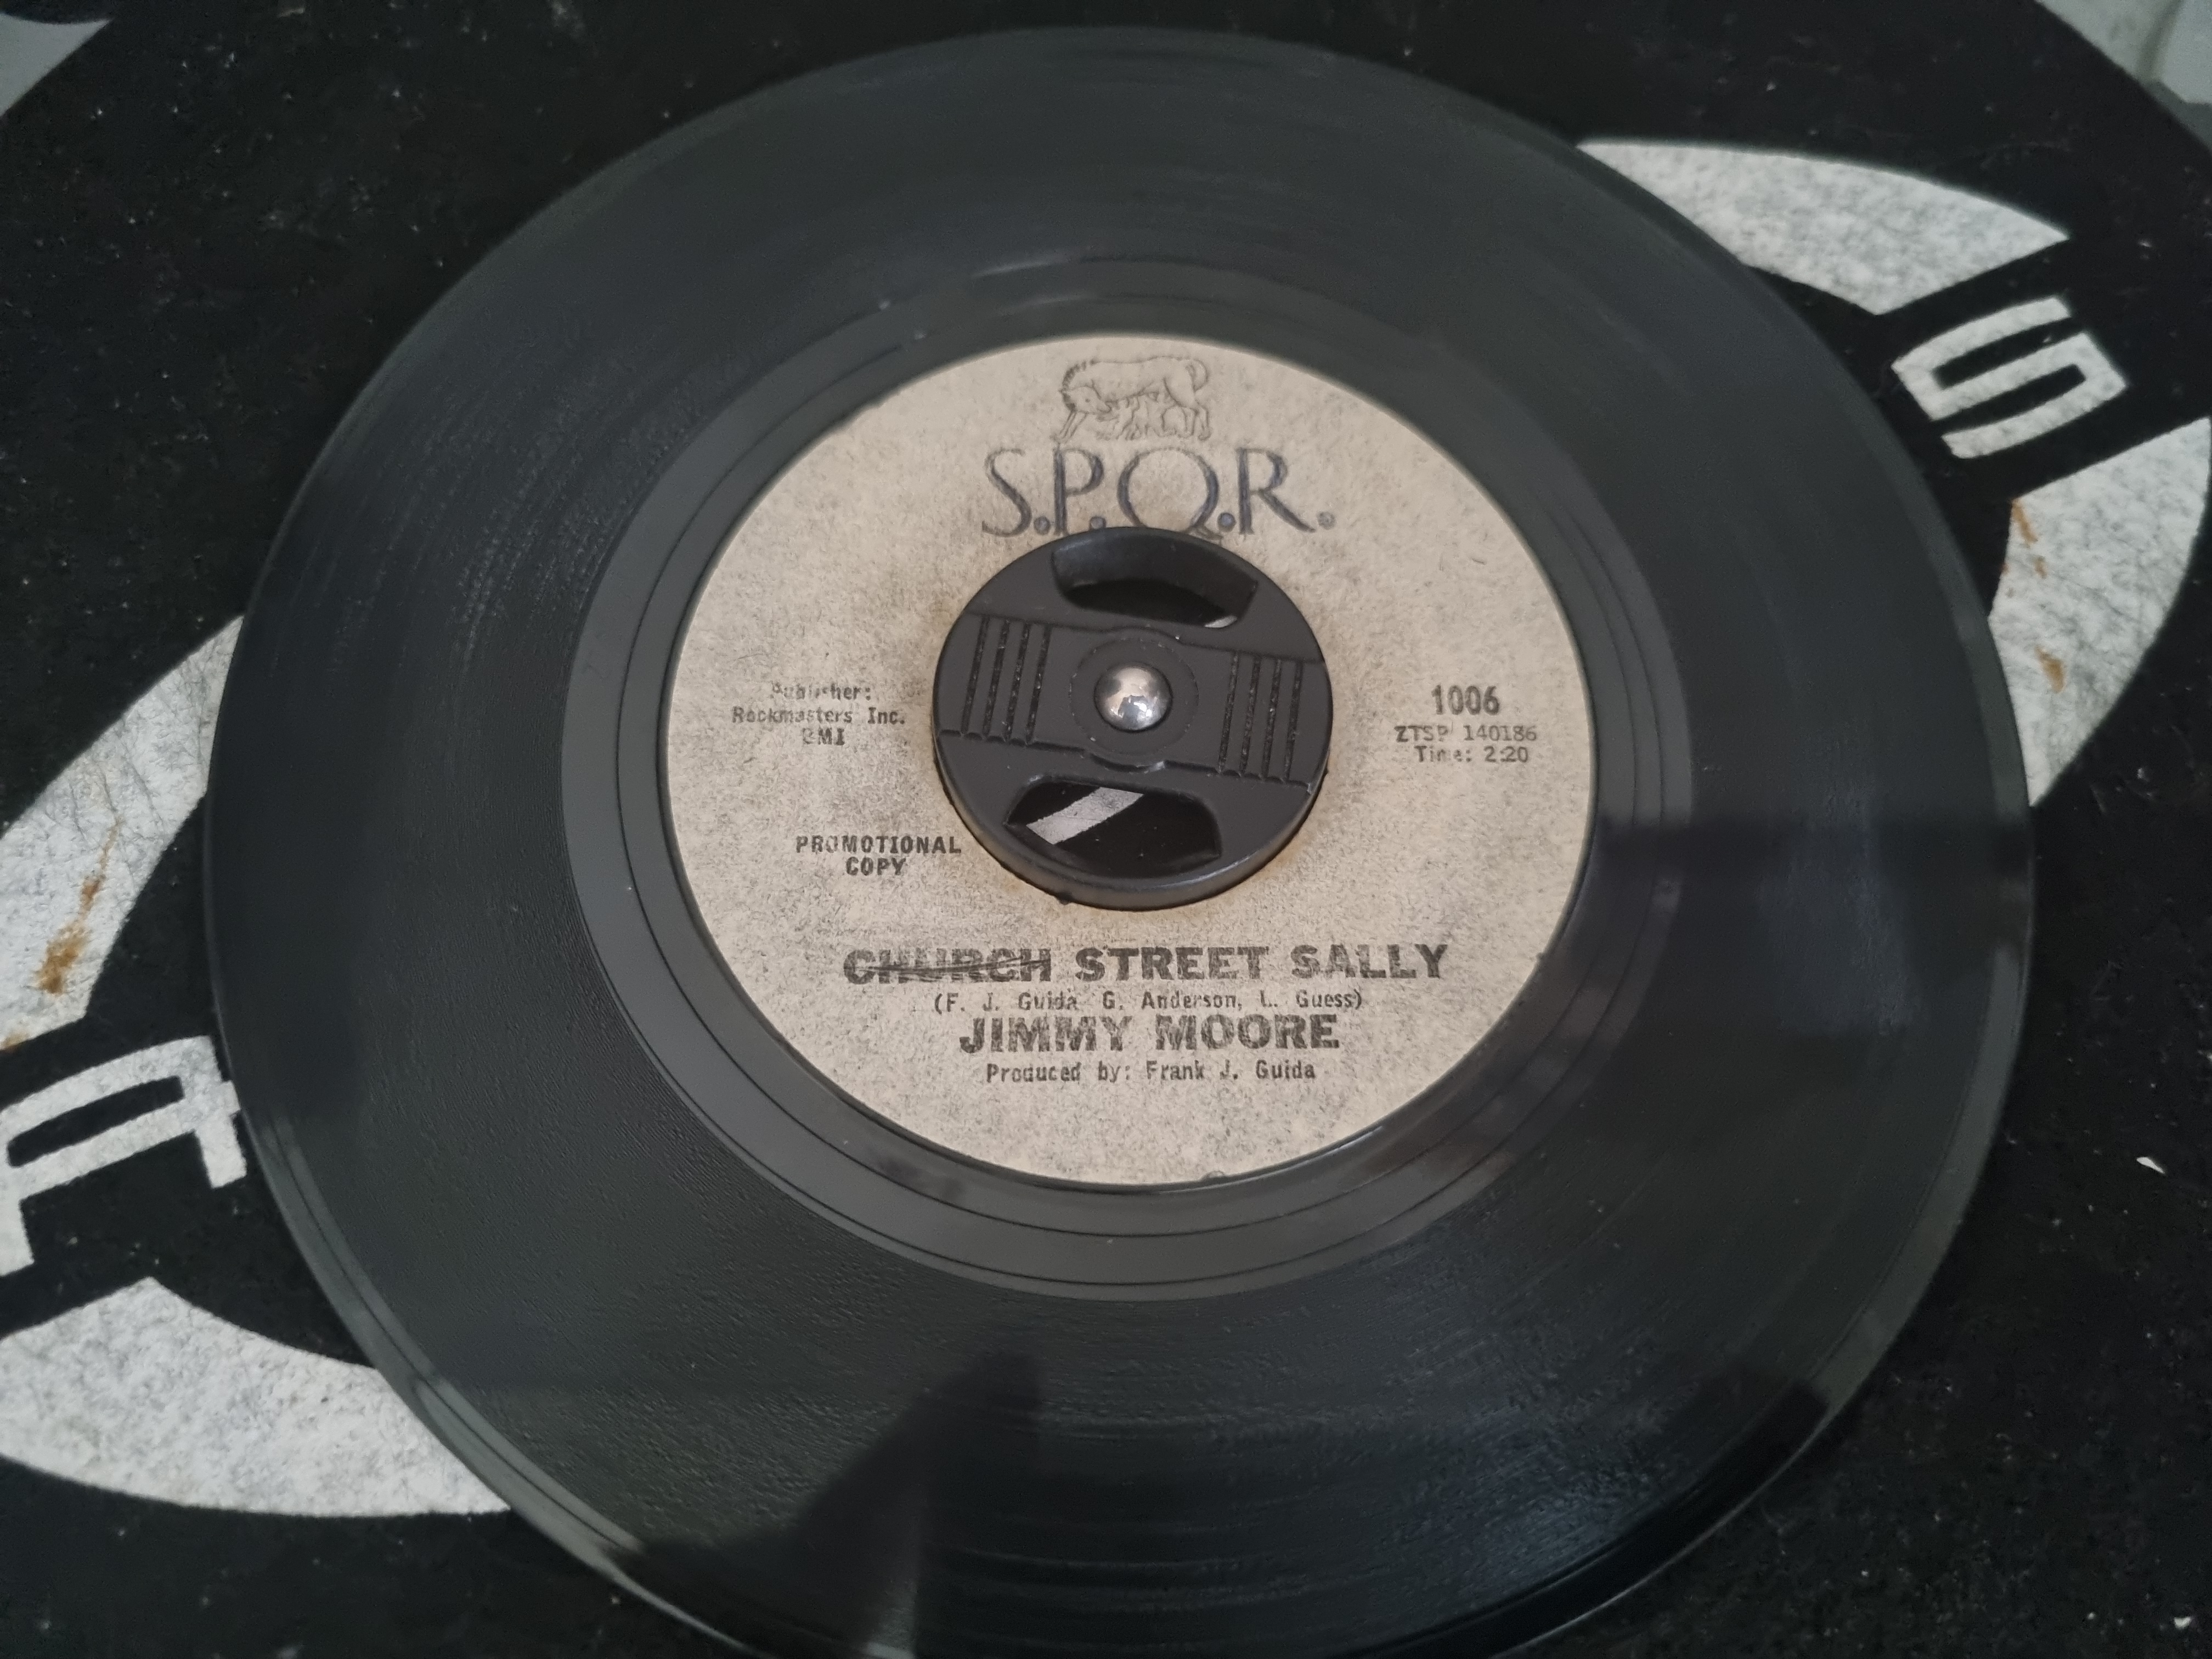 S.P.Q.R.
Publisher:
Rockmasters Inc.
BMI
1006
ZTSP 140186
Time: 2:20
PROMOTIONAL
COPY
CHURCH STREET SALLY
(F. J. Guida G. Anderson, L. Guess)
JIMMY MOORE
Produced by: Frank J. Guida
S